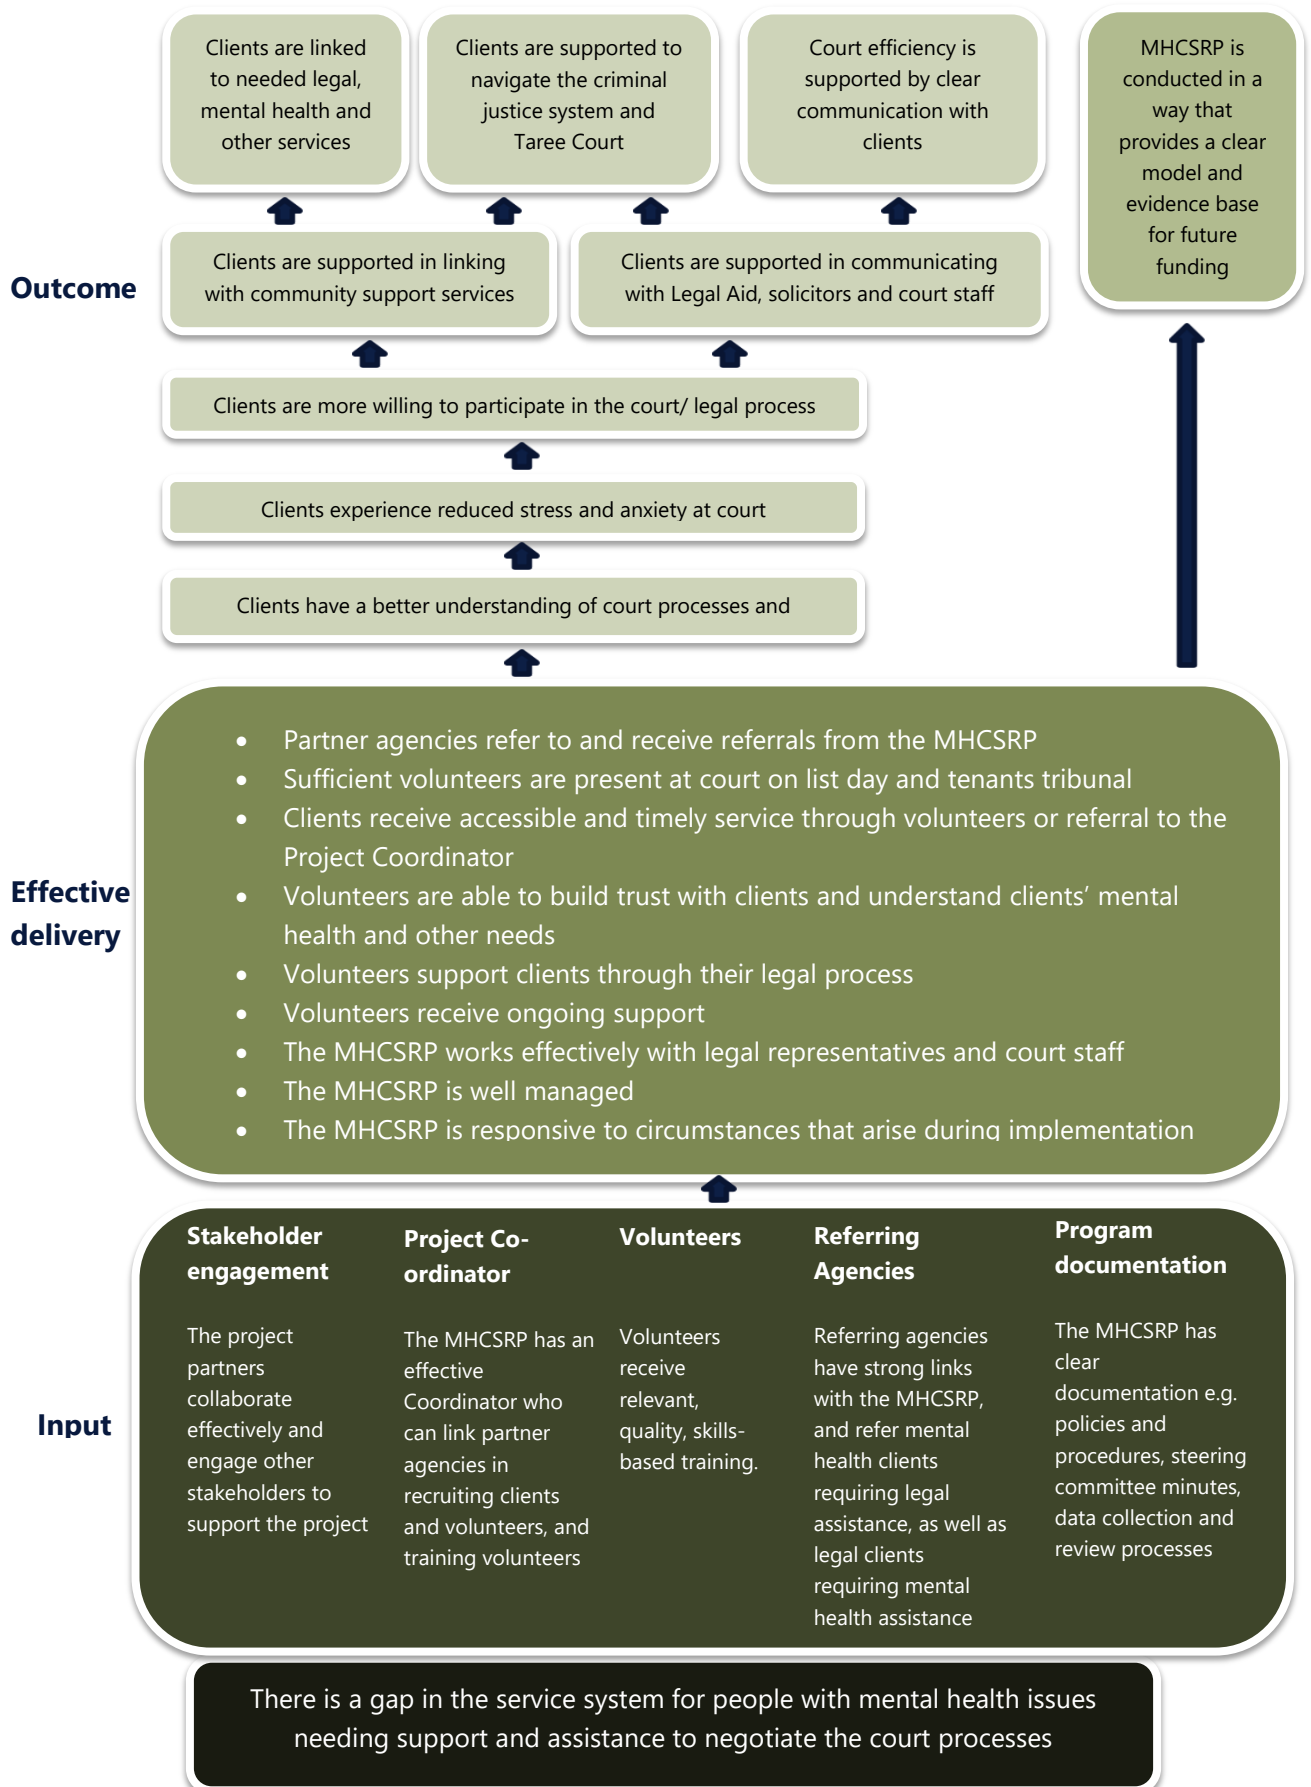 Clients are linked
to needed legal,
mental health and
other services
Clients are supported to
navigate the criminal
justice system and
Taree Court
Court efficiency is
supported by clear
communication with
clients
MHCSRP is
conducted in a
way that
provides a clear
model and
evidence base
for future
funding
Outcome
Clients are supported in linking
with community support services
Clients are supported in communicating
with Legal Aid, solicitors and court staff
Clients are more willing to participate in the court/ legal process
Clients experience reduced stress and anxiety at court
Clients have a better understanding of court processes and
Effective
delivery
• Partner agencies refer to and receive referrals from the MHCSRP
• Sufficient volunteers are present at court on list day and tenants tribunal
• Clients receive accessible and timely service through volunteers or referral to the
Project Coordinator
• Volunteers are able to build trust with clients and understand clients’ mental
health and other needs
• Volunteers support clients through their legal process
• Volunteers receive ongoing support
• The MHCSRP works effectively with legal representatives and court staff
• The MHCSRP is well managed
• The MHCSRP is responsive to circumstances that arise during implementation
Input
Stakeholder
engagement
The project
partners
collaborate
effectively and
engage other
stakeholders to
support the project
Project Co-
ordinator
The MHCSRP has an
effective
Coordinator who
can link partner
agencies in
recruiting clients
and volunteers, and
training volunteers
Volunteers
Volunteers
receive
relevant,
quality, skills-
based training.
Referring
Agencies
Referring agencies
have strong links
with the MHCSRP,
and refer mental
health clients
requiring legal
assistance, as well as
legal clients
requiring mental
health assistance
Program
documentation
The MHCSRP has
clear
documentation e.g.
policies and
procedures, steering
committee minutes,
data collection and
review processes
There is a gap in the service system for people with mental health issues
needing support and assistance to negotiate the court processes